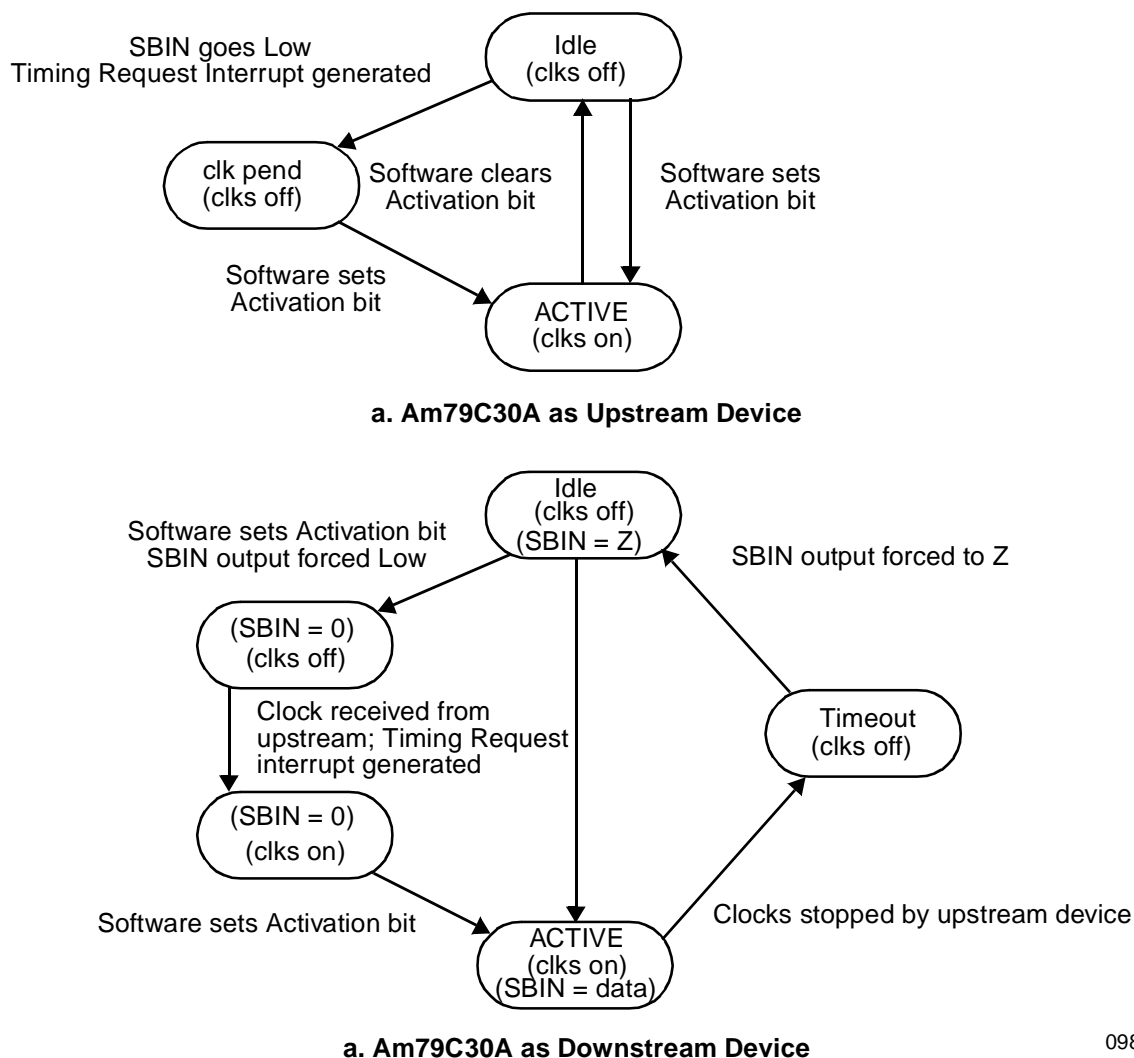 SBIN goes Low
Timing Request Interrupt generated
Idle
(clks off)
clk pend
(clks off)
Software clears
Activation bit
Software sets
Activation bit
Software sets
Activation bit
ACTIVE
(clks on)
a. Am79C30A as Upstream Device
Idle
(clks off)
(SBIN = Z)
Software sets Activation bit
SBIN output forced Low
SBIN output forced to Z
(SBIN = 0)
(clks off)
Clock received from
upstream; Timing Request
interrupt generated
Timeout
(clks off)
(SBIN = 0)
(clks on)
Software sets Activation bit
Clocks stopped by upstream device
ACTIVE
(clks on)
(SBIN = data)
a. Am79C30A as Downstream Device
098